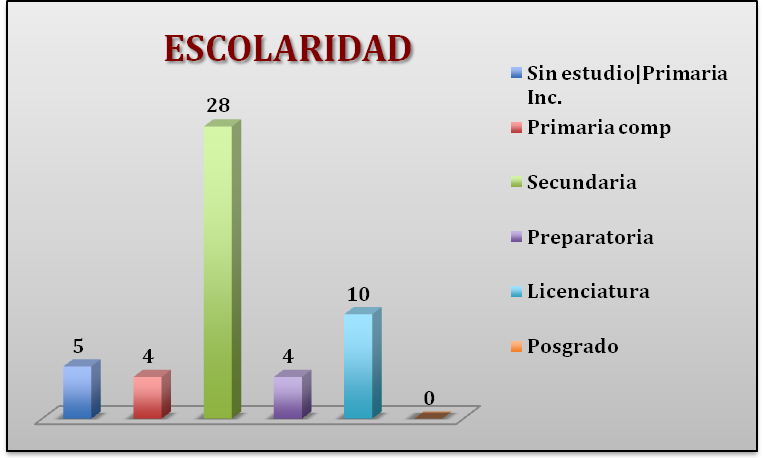 ESCOLARIDAD
28
10
5
4
4
0
Sin estudio|Primaria
Inc.
Primaria comp
Secundaria
Preparatoria
Licenciatura
Posgrado